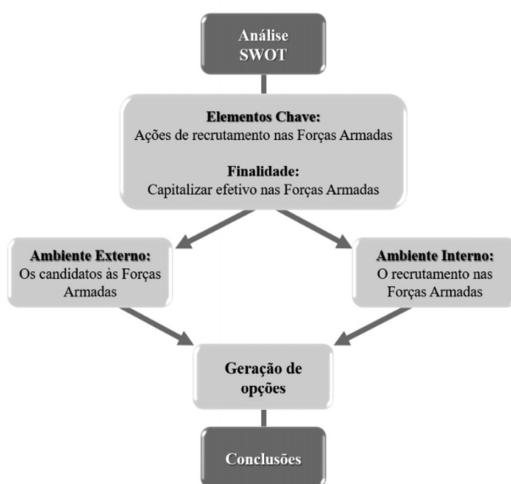 Análise
SWOT
Elementos Chave:
Ações de recrutamento nas Forças Armadas
Finalidade:
Capitalizar efetivo nas Forças Armadas
Ambiente Externo:
Os candidatos às Forças
Armadas
Ambiente Interno:
O recrutamento nas
Forças Armadas
Geração de
opções
Conclusões